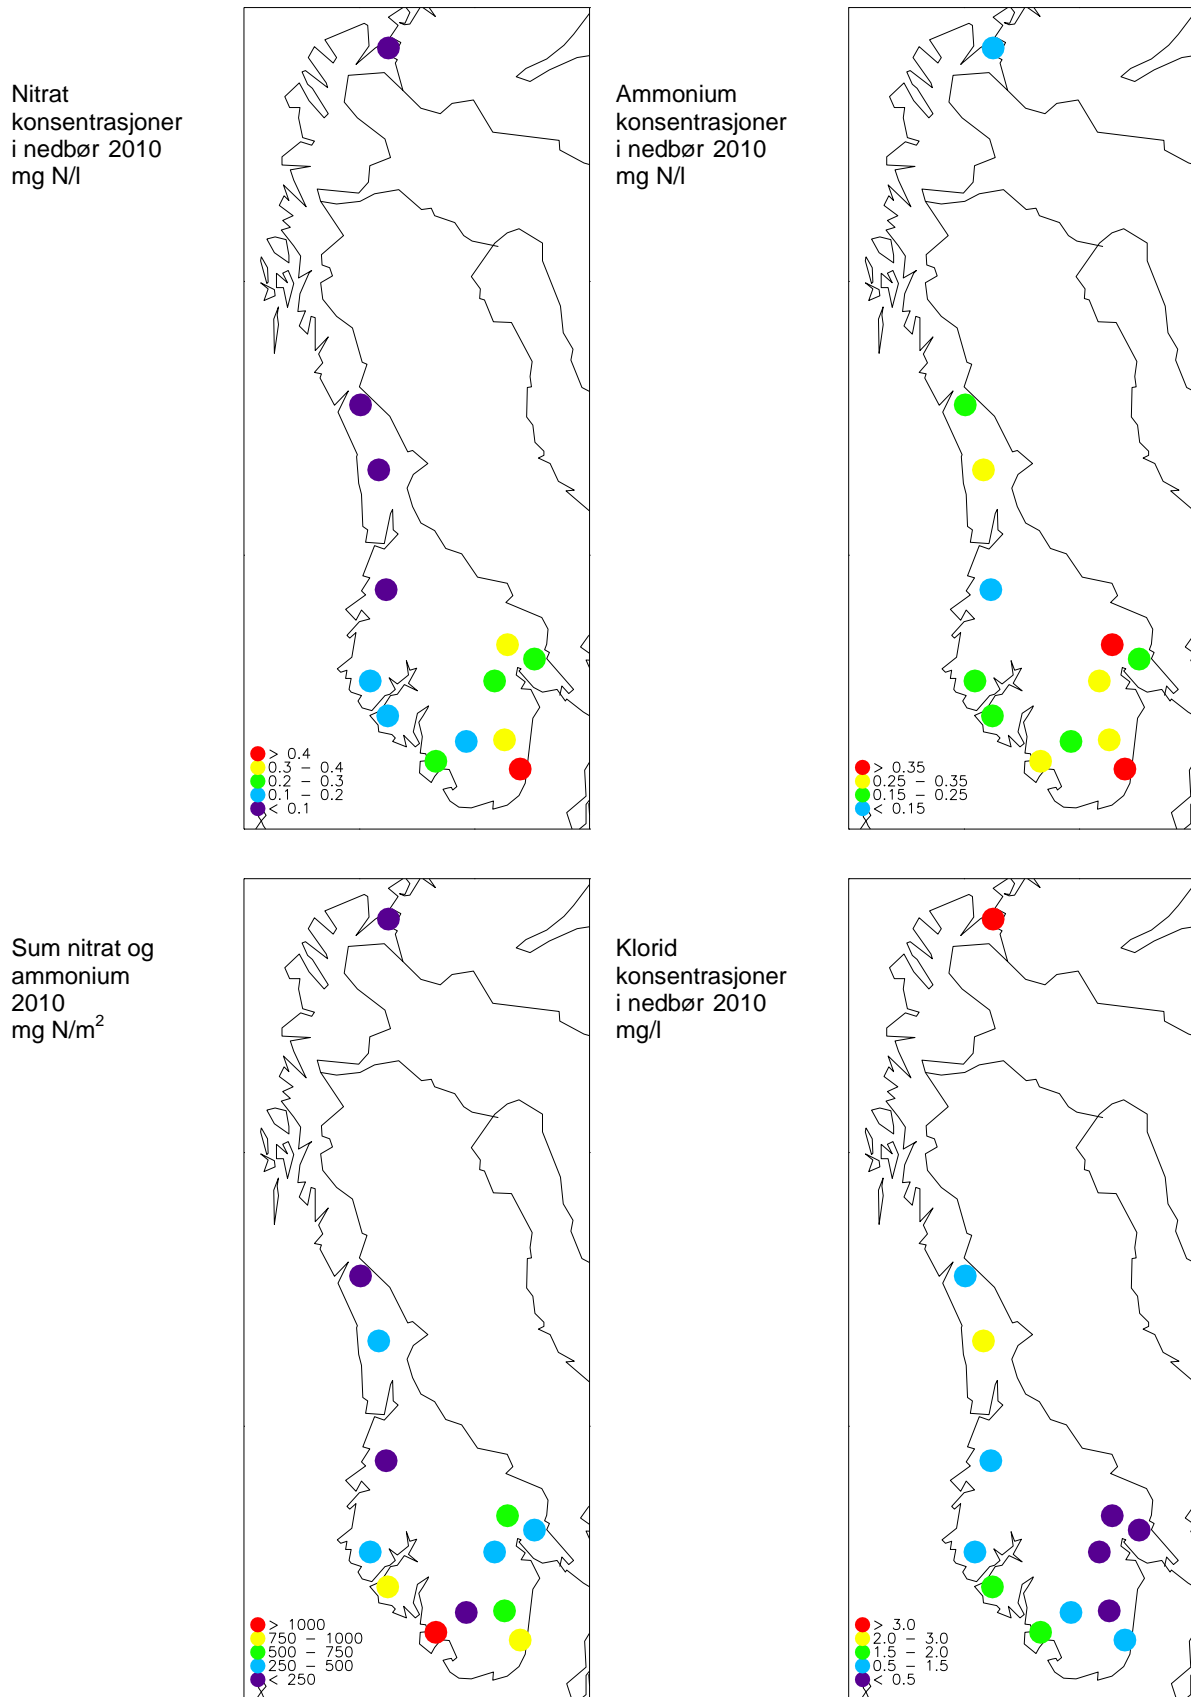 Nitrat
konsentrasjoner
i nedbør 2010
mg N/l
> 0.4
0.3 – 0.4
0.2 – 0.3
0.1 – 0.2
< 0.1
Ammonium
konsentrasjoner
i nedbør 2010
mg N/l
> 0.35
0.25 – 0.35
0.15 – 0.25
< 0.15
Sum nitrat og
ammonium
2010
mg N/m²
> 1000
750 – 1000
500 – 750
250 – 500
< 250
Klorid
konsentrasjoner
i nedbør 2010
mg/l
> 3.0
2.0 – 3.0
1.5 – 2.0
0.5 – 1.5
< 0.5